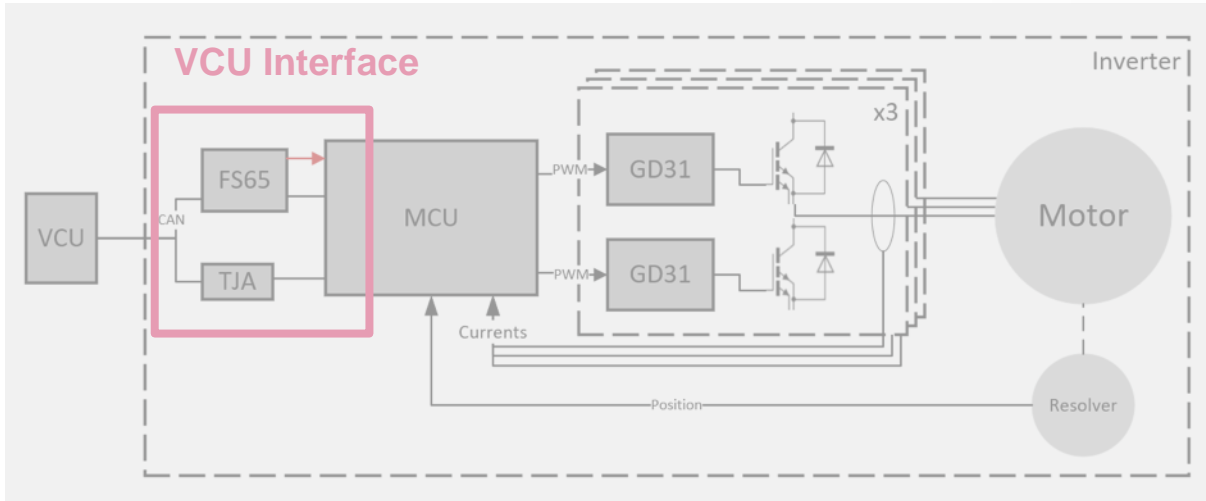 VCU Interface
Inverter
x3
FS65
PWM
GD31
CAN
MCU
Motor
VCU
TJA
PWM
GD31
Currents
Position
Resolver